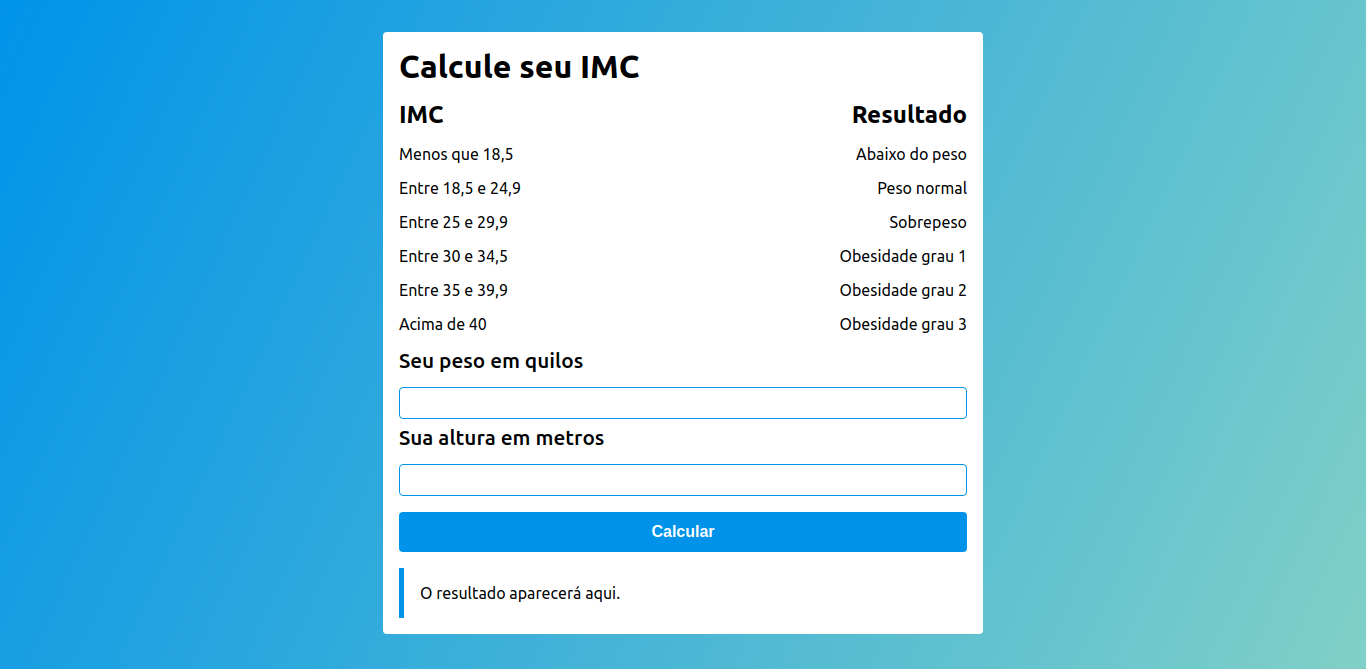 Calcule seu IMC
IMC Resultado
Menos que 18,5 Abaixo do peso
Entre 18,5 e 24,9 Peso normal
Entre 25 e 29,9 Sobrepeso
Entre 30 e 34,5 Obesidade grau 1
Entre 35 e 39,9 Obesidade grau 2
Acima de 40 Obesidade grau 3
Seu peso em quilos
Sua altura em metros
Calcular
O resultado aparecerá aqui.